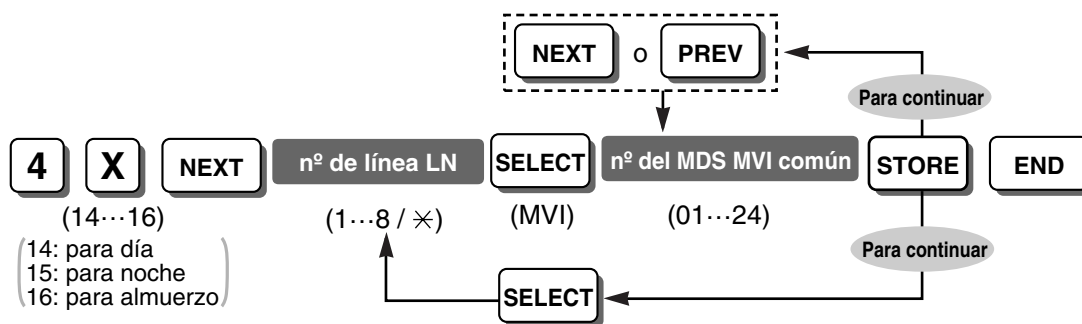 NEXT o PREV
Para continuar
4 X NEXT nº de línea LN SELECT nº del MDS MVI común STORE END
(14···16) (1···8 / ✳) (MVI) (01···24)
Para continuar
14: para día
15: para noche
16: para almuerzo
SELECT